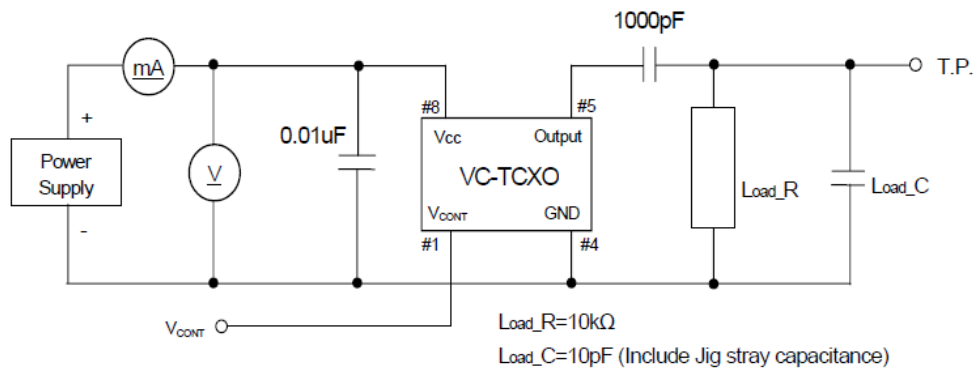 1000pF
mA
T.P.
#8
#5
+
0.01uF
Vcc
Output
Power
Supply
V
VC-TCXO
Load_R
Load_C
VCONT
GND
-
#1
#4
VCONT
Load_R=10kΩ
Load_C=10pF (Include Jig stray capacitance)